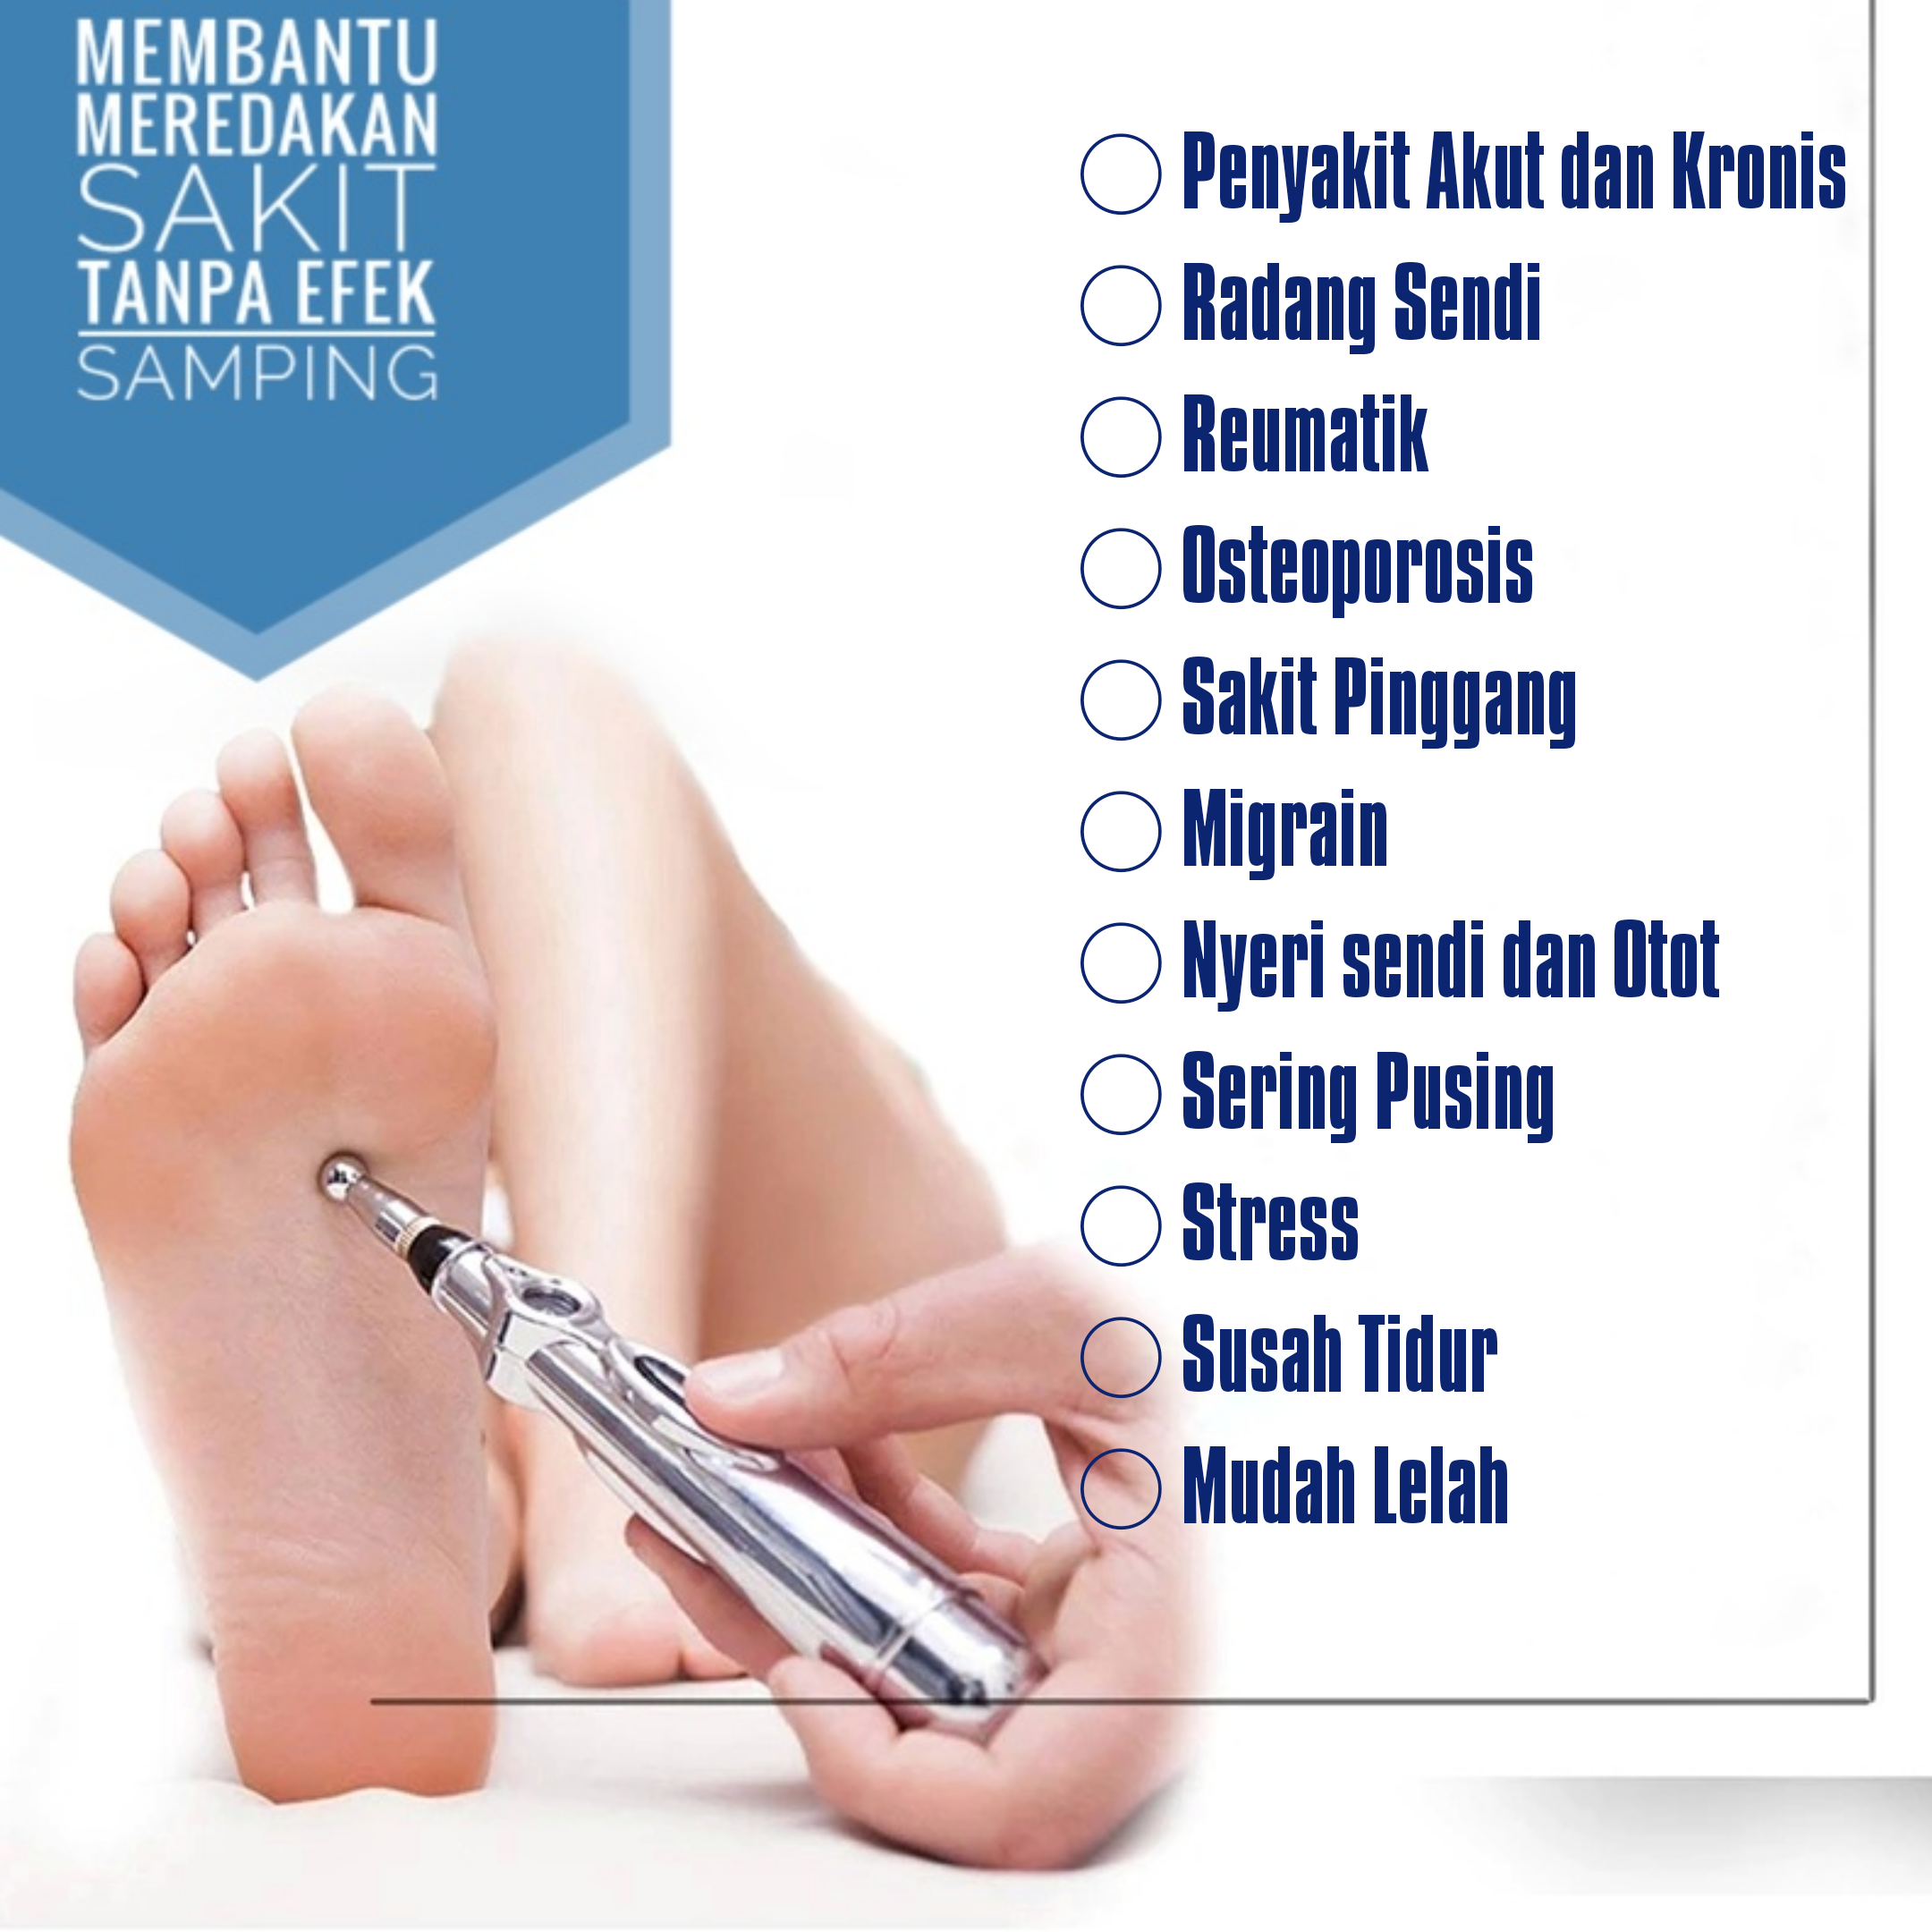 MEMBANTU
MEREDAKAN
SAKIT
TANPA EFEK
SAMPING
Penyakit Akut dan Kronis
Radang Sendi
Reumatik
Osteoporosis
Sakit Pinggang
Migrain
Nyeri sendi dan Otot
Sering Pusing
Stress
Susah Tidur
Mudah Lelah